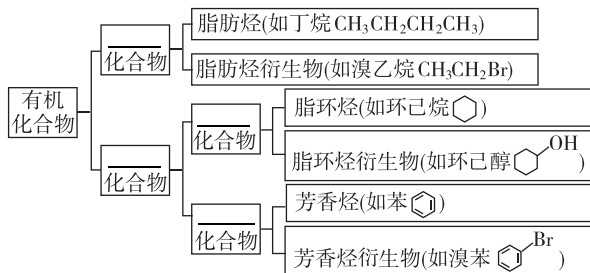 脂肪烃(如丁烷CH3CH2CH2CH3)
化合物
脂肪烃衍生物(如溴乙烷CH3CH2Br)
有机
化合物
脂环烃(如环己烷)
化合物
脂环烃衍生物(如环己醇OH)
化合物
芳香烃(如苯)
化合物
芳香烃衍生物(如溴苯Br)